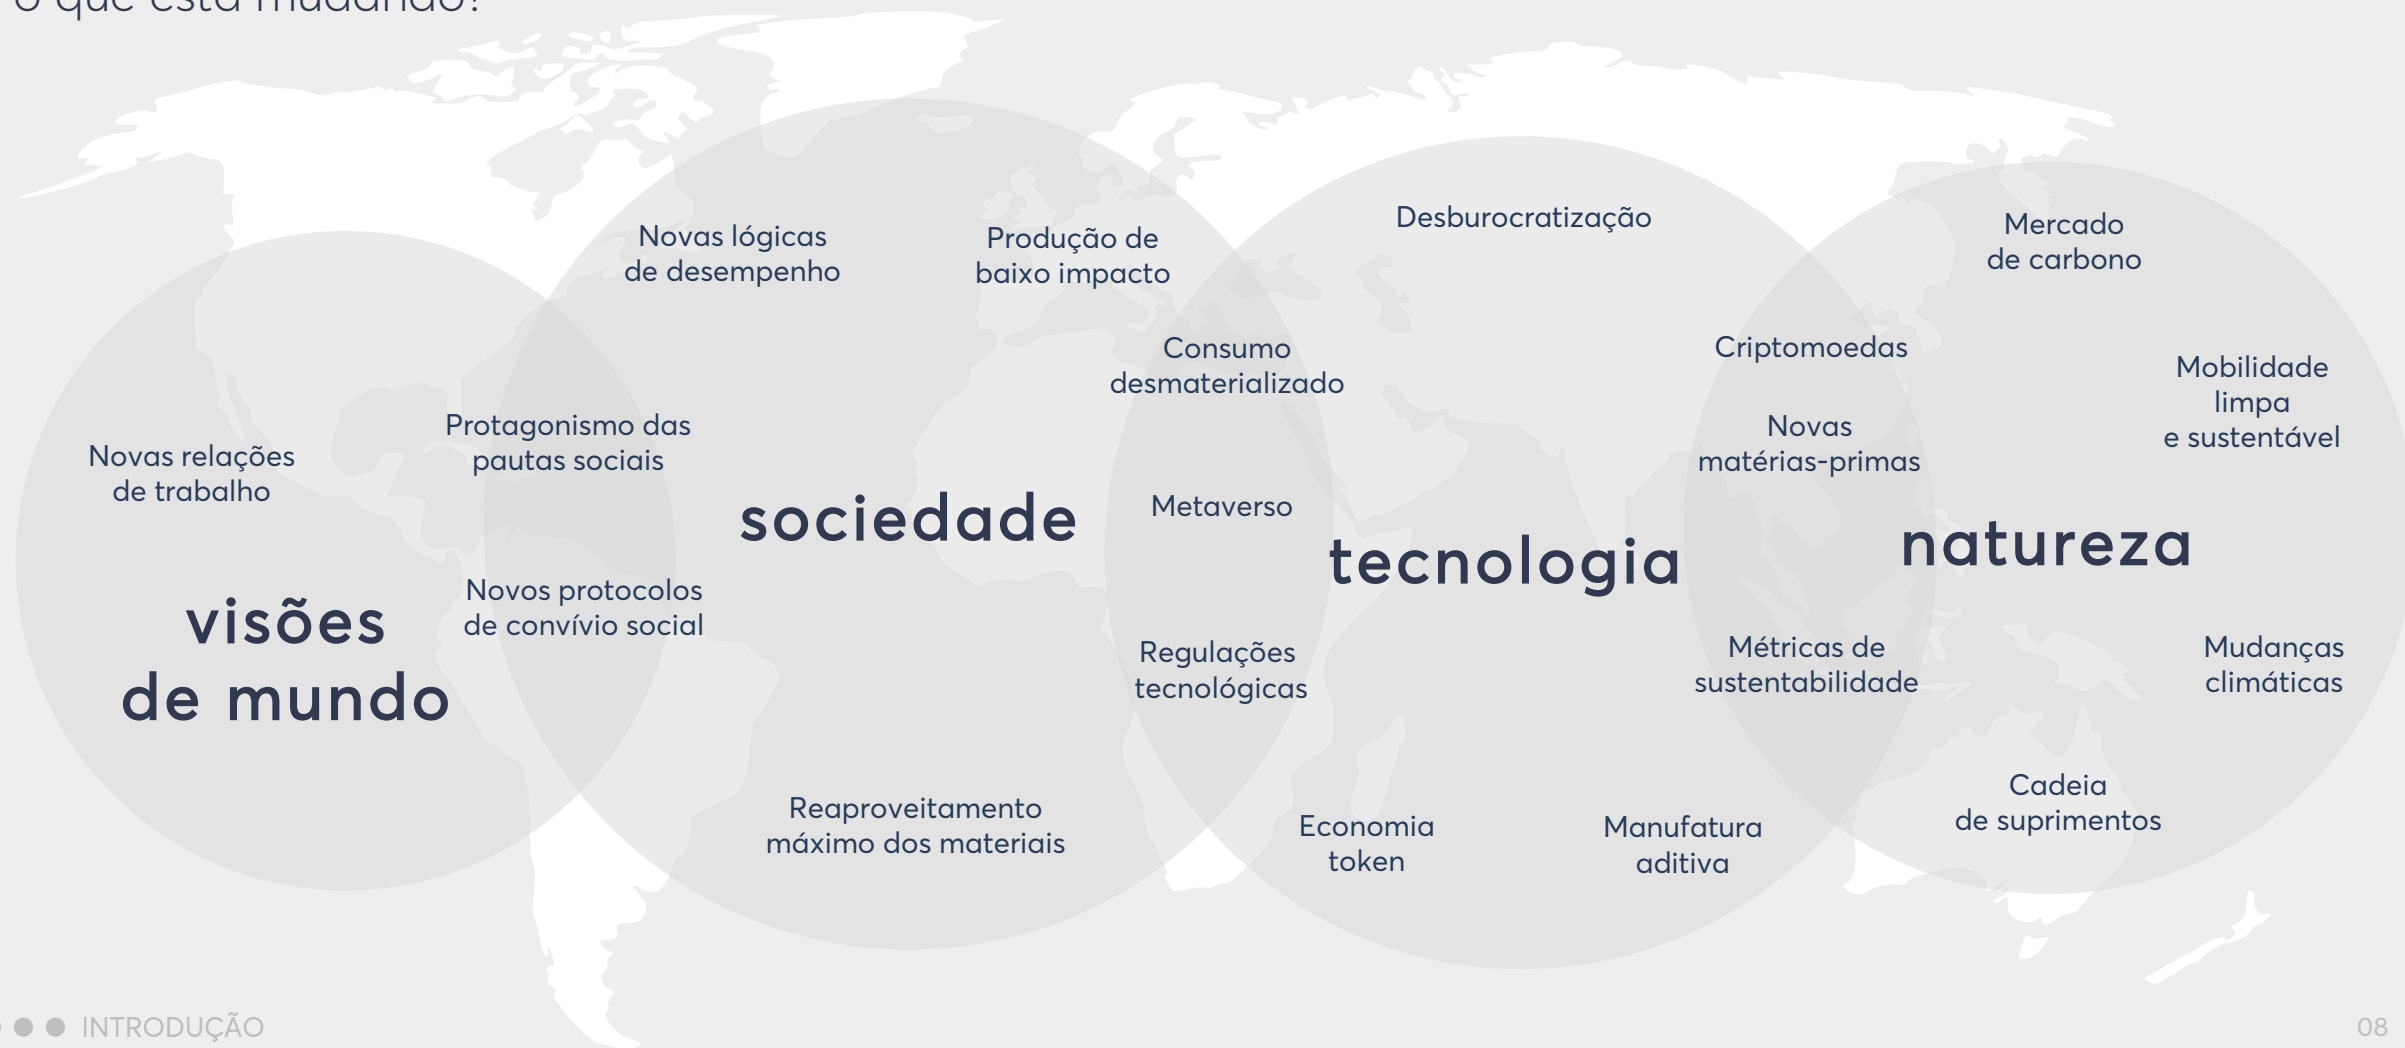 o que está mudando?
Novas relações
de trabalho
visões
de mundo
Protagonismo das
pautas sociais
Novos protocolos
de convívio social
Novas lógicas
de desempenho
Produção de
baixo impacto
sociedade
Reaproveitamento
máximo dos materiais
Consumo
desmaterializado
Metaverso
Regulações
tecnológicas
Desburocratização
tecnologia
Economia
token
Manufatura
aditiva
Criptomoedas
Novas
matérias-primas
Métricas de
sustentabilidade
Mercado
de carbono
Mobilidade
limpa
e sustentável
natureza
Mudanças
climáticas
Cadeia
de suprimentos
INTRODUÇÃO
08